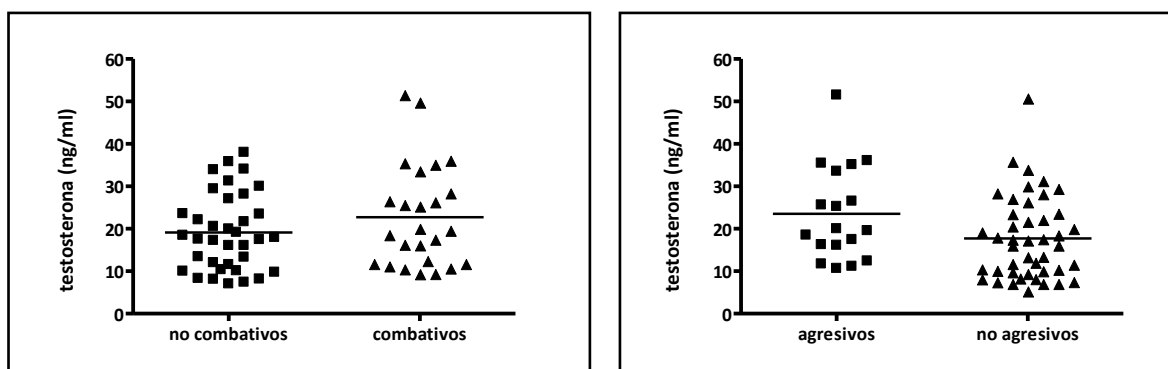 testosterona (ng/ml)
60
50
40
30
20
10
0
no combativos
combativos
testosterona (ng/ml)
60
50
40
30
20
10
0
agresivos
no agresivos